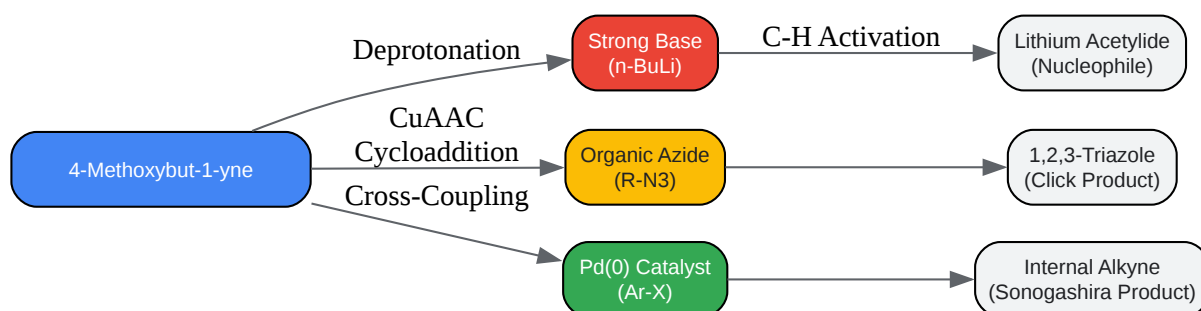 Deprotonation
Strong Base
(n-BuLi)
C-H Activation
Lithium Acetylide
(Nucleophile)
4-Methoxybut-1-yne
CuAAC
Cycloaddition
Organic Azide
(R-N3)
1,2,3-Triazole
(Click Product)
Cross-Coupling
Pd(0) Catalyst
(Ar-X)
Internal Alkyne
(Sonogashira Product)